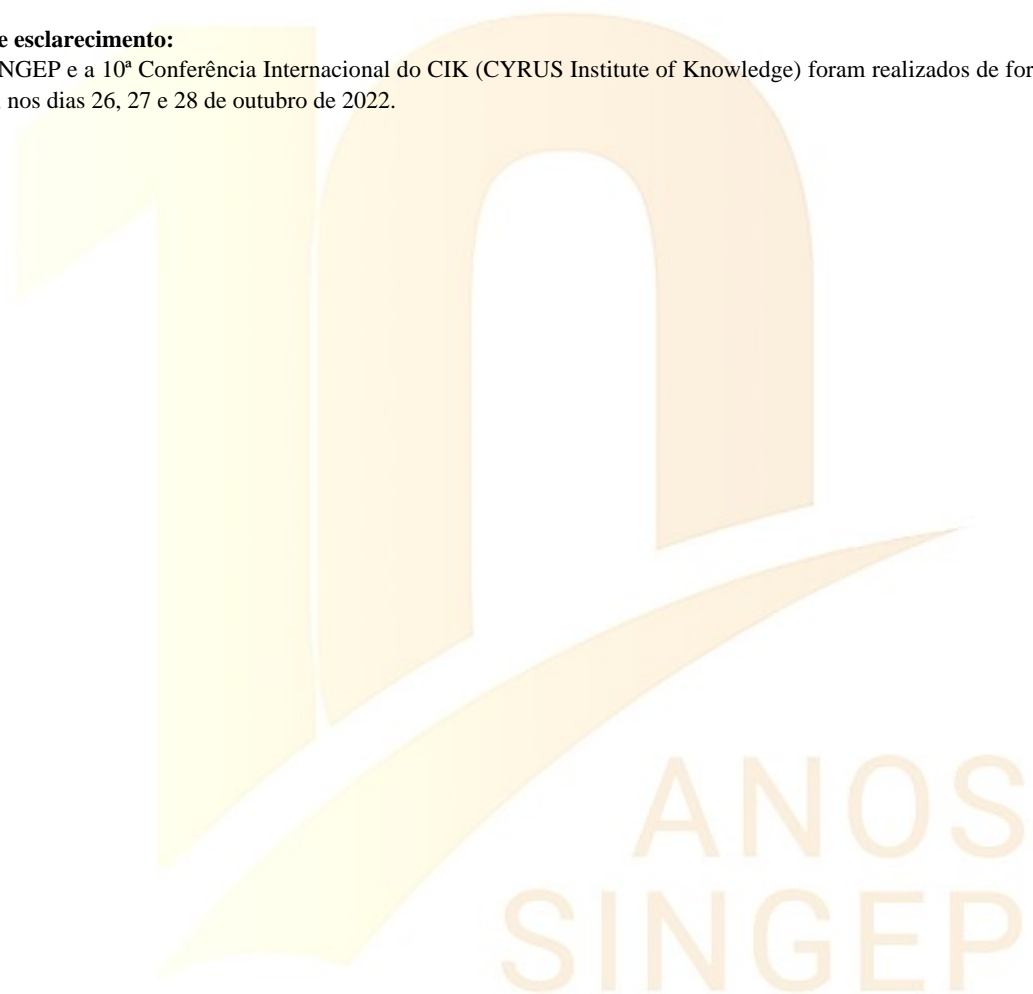 e esclarecimento:
NGEP e a 10ª Conferência Internacional do CIK (CYRUS Institute of Knowledge) foram realizados de for
nos dias 26, 27 e 28 de outubro de 2022.
10
ANOS
SINGEP